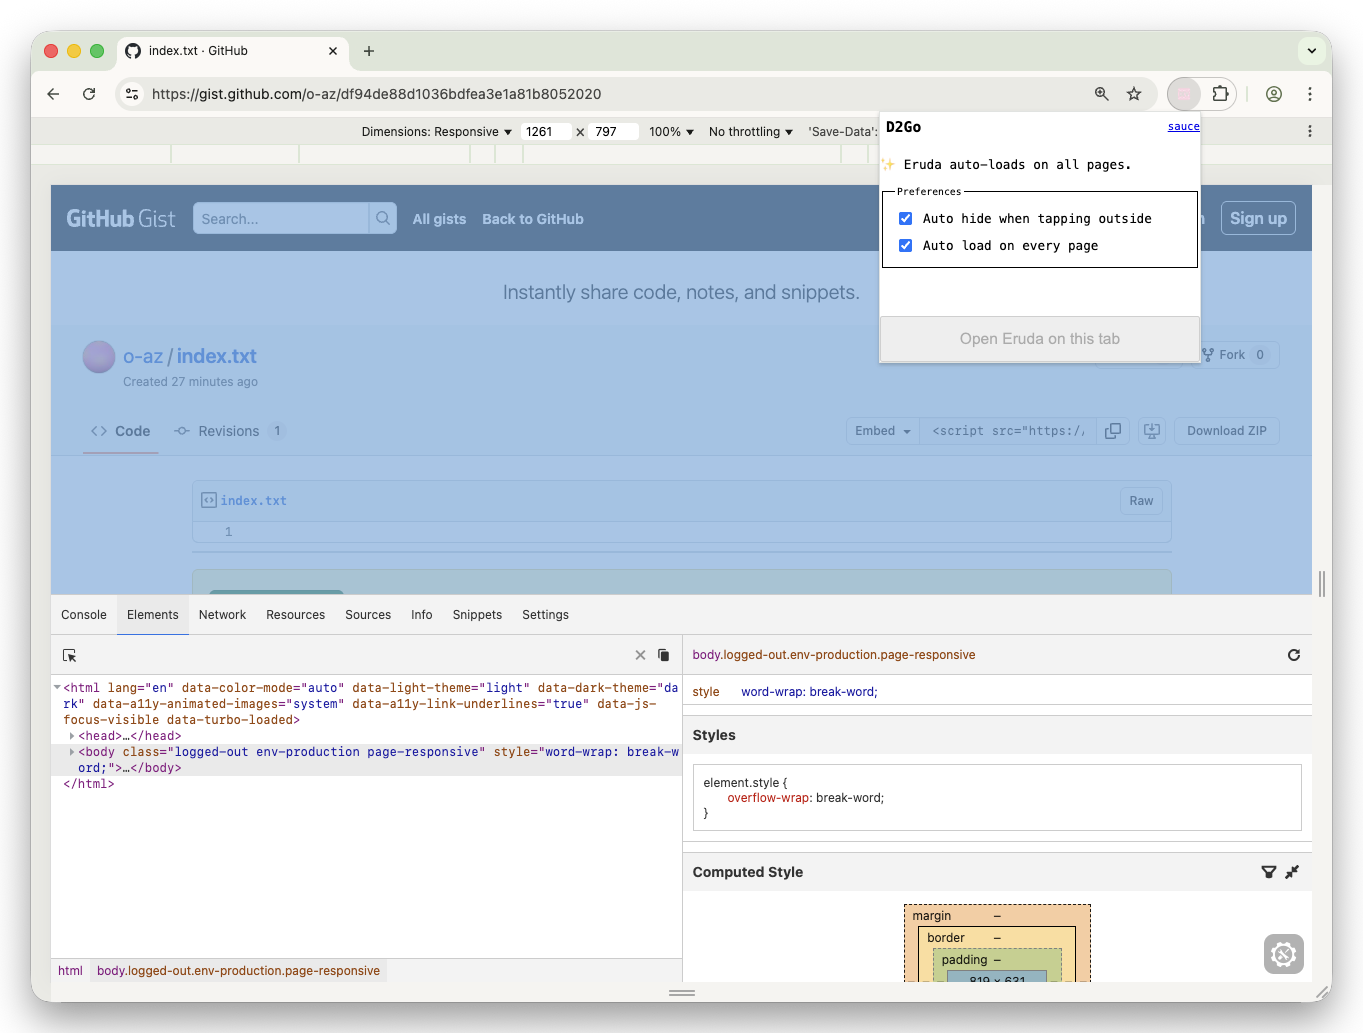 index.txt · GitHub
https://gist.github.com/o-az/df94de88d1036bdfea3e1a81b8052020
Dimensions: Responsive 1261 × 797 100% No throttling 'Save-Data':
D2Go sauce
✨ Eruda auto-loads on all pages.
Preferences
Auto hide when tapping outside
Auto load on every page
Open Eruda on this tab
GitHub Gist Search... All gists Back to GitHub Sign up
Instantly share code, notes, and snippets.
o-az / index.txt
Fork 0
Created 27 minutes ago
Code Revisions 1 Embed <script src="https:/ Download ZIP
index.txt Raw
1
Console Elements Network Resources Sources Info Snippets Settings
body.logged-out.env-production.page-responsive
style word-wrap: break-word;
<html lang="en" data-color-mode="auto" data-light-theme="light" data-dark-theme="da
rk" data-a11y-animated-images="system" data-a11y-link-underlines="true" data-js-
focus-visible data-turbo-loaded>
<head>…</head>
<body class="logged-out env-production page-responsive" style="word-wrap: break-w
ord;">…</body>
</html>
Styles
element.style {
overflow-wrap: break-word;
}
Computed Style
margin –
border –
padding –
819 × 631
html body.logged-out.env-production.page-responsive